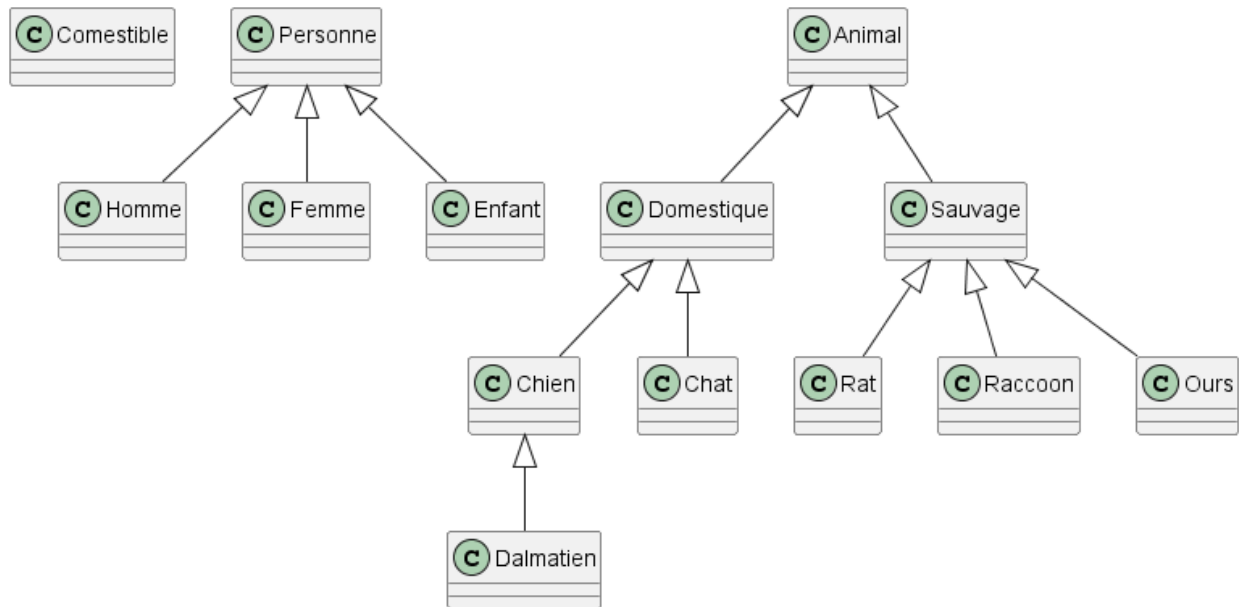 C Comestible
C Personne
C Animal
C Homme
C Femme
C Enfant
C Domestique
C Sauvage
C Chien
C Chat
C Rat
C Raccoon
C Ours
C Dalmatien